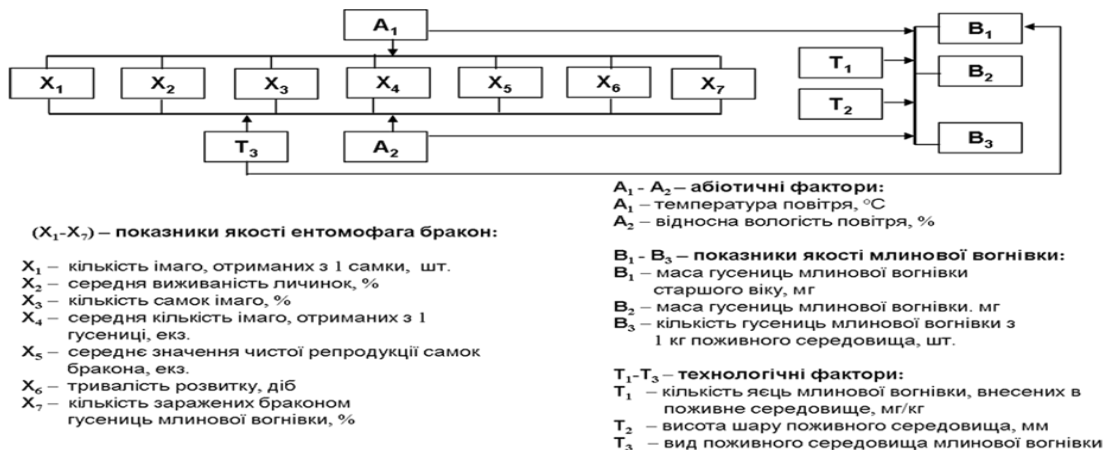 A₁
B₁
X₁ X₂ X₃ X₄ X₅ X₆ X₇
T₁
B₂
T₂
T₃
A₂
B₃
(X₁-X₇) – показники якості ентомофага бракон:
X₁ – кількість імаго, отриманих з 1 самки, шт.
X₂ – середня виживаність личинок, %
X₃ – кількість самок імаго, %
X₄ – середня кількість імаго, отриманих з 1
гусениці, екз.
X₅ – середнє значення чистої репродукції самок
бракона, екз.
X₆ – тривалість розвитку, діб
X₇ – кількість заражених браконом
гусениць млинової вогнівки, %
A₁ - A₂ – абіотичні фактори:
A₁ – температура повітря, °С
A₂ – відносна вологість повітря, %
B₁ - B₃ – показники якості млинової вогнівки:
B₁ – маса гусениць млинової вогнівки
старшого віку, мг
B₂ – маса гусениць млинової вогнівки. мг
B₃ – кількість гусениць млинової вогнівки з
1 кг поживного середовища, шт.
T₁-T₃ – технологічні фактори:
T₁ – кількість яєць млинової вогнівки, внесених в
поживне середовище, мг/кг
T₂ – висота шару поживного середовища, мм
T₃ – вид поживного середовища млинової вогнівки